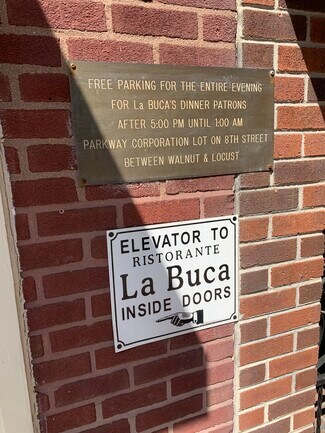 FREE PARKING FOR THE ENTIRE EVENING
FOR La BUCA'S DINNER PATRONS
AFTER 5:00 PM UNTIL 1:00 AM
PARKWAY CORPORATION LOT ON 8TH STREET
BETWEEN WALNUT & LOCUST
ELEVATOR TO
RISTORANTE
La Buca
INSIDE DOORS